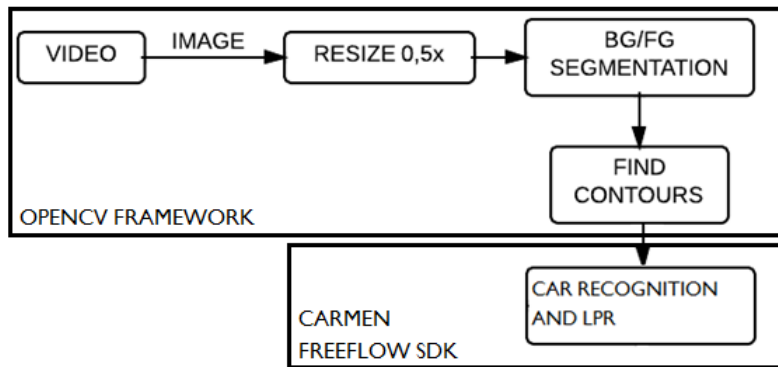 VIDEO
IMAGE
RESIZE 0,5x
BG/FG
SEGMENTATION
FIND
CONTOURS
OPENCV FRAMEWORK
CAR RECOGNITION
AND LPR
CARMEN
FREEFLOW SDK